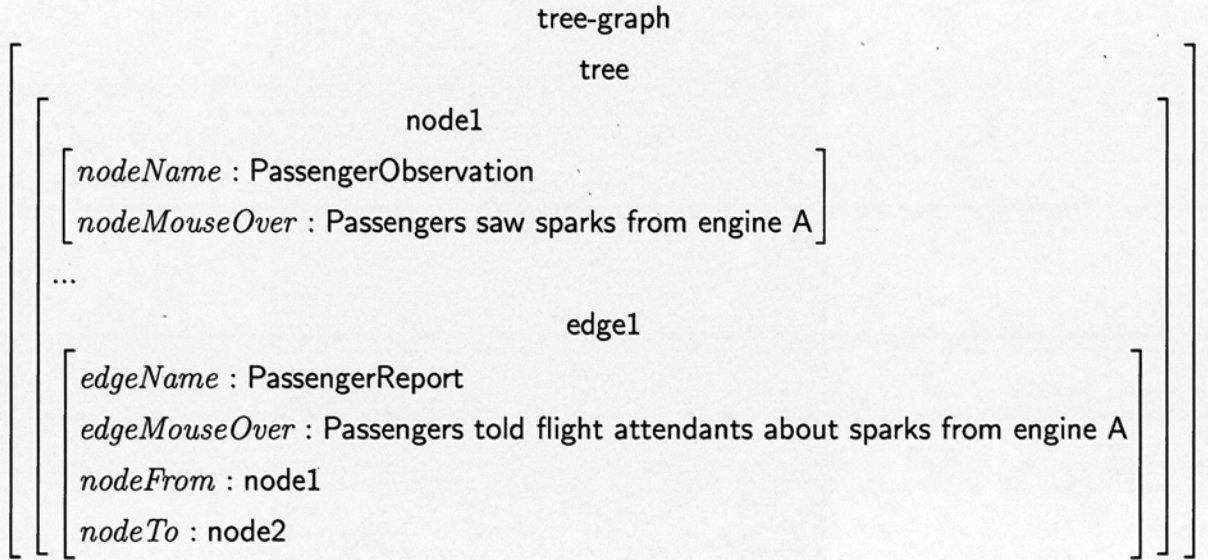 tree-graph
tree
node1
nodeName : PassengerObservation
nodeMouseOver : Passengers saw sparks from engine A
...
edge1
edgeName : PassengerReport
edgeMouseOver : Passengers told flight attendants about sparks from engine A
nodeFrom : node1
nodeTo : node2